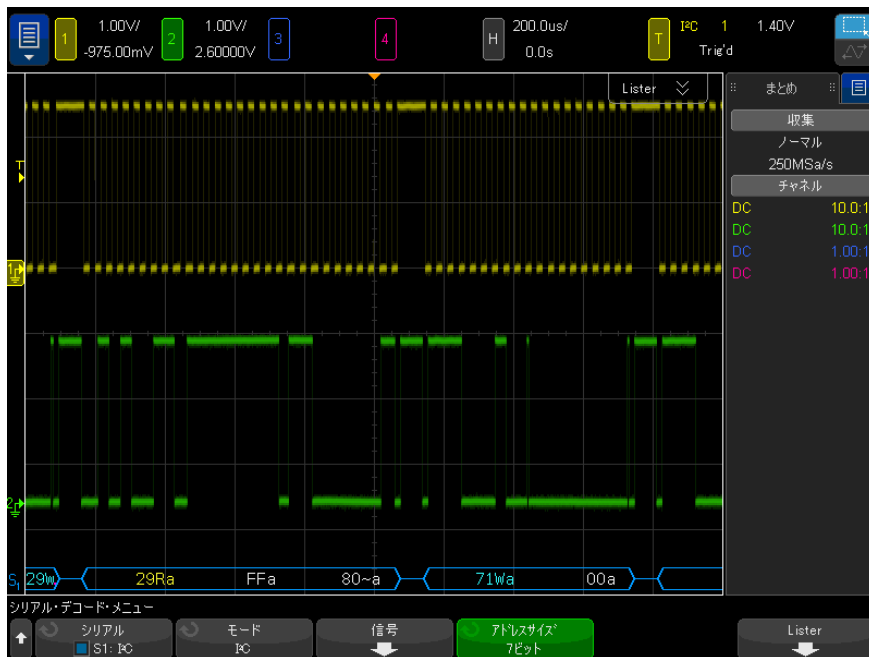 1 1.00V/ -975.00mV
2 1.00V/ 2.60000V
3
4
H 200.0us/ 0.0s
T I²C 1 1.40V Trig'd
Lister
まとめ
収集
ノーマル
250MSa/s
チャネル
DC 10.0:1
DC 10.0:1
DC 1.00:1
DC 1.00:1
T
1
2
S1 29W 29Ra FFa 80~a 71Wa 00a
シリアル・デコード・メニュー
シリアル
S1: I²C
モード
I²C
信号
アドレスサイズ
7ビット
Lister